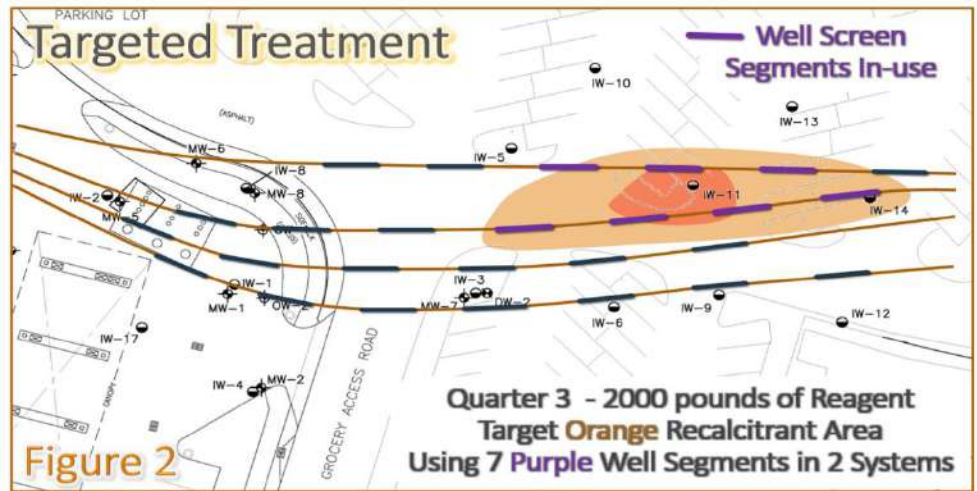 PARKING LOT
Targeted Treatment
Well Screen
Segments In-use
IW-10
(ASPHALT)
IW-13
MW-6
IW-5
IW-8
MW-8
IW-11
IW-2
MW-5
IW-14
IW-3
IW-1
MW-7
DW-2
MW-1
IW-9
IW-6
IW-12
IW-17
CANOPY
IW-4
MW-2
GROCERY ACCESS ROAD
Quarter 3 - 2000 pounds of Reagent
Target Orange Recalcitrant Area
Using 7 Purple Well Segments in 2 Systems
Figure 2